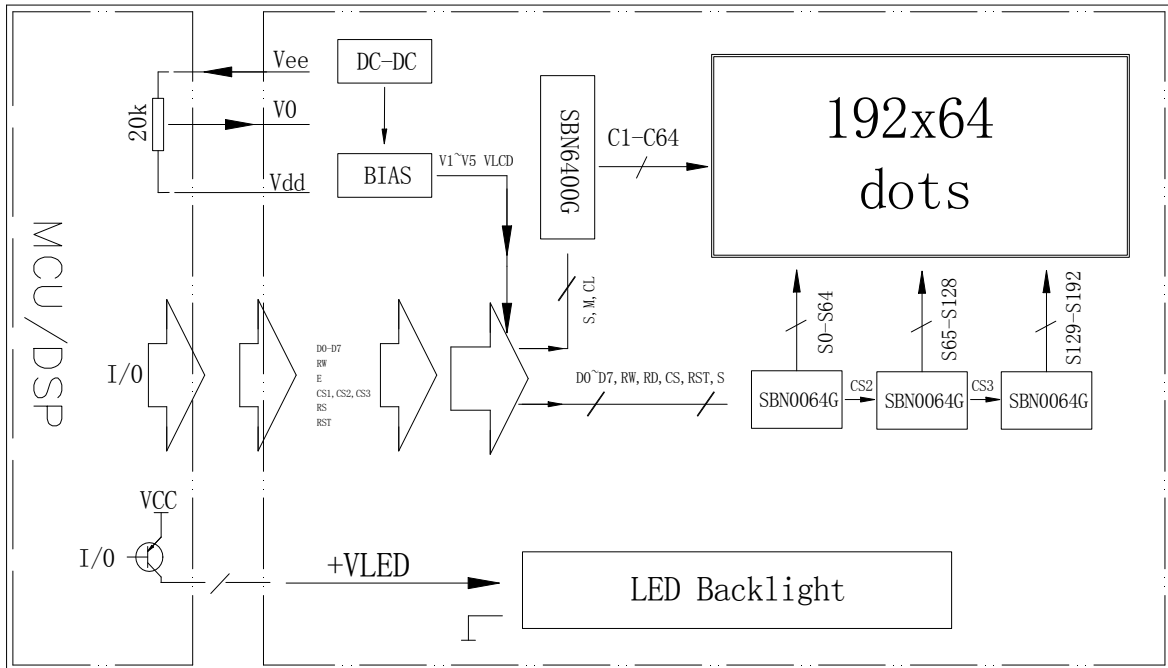 MCU/DSP
Vee
20k
V0
Vdd
DC-DC
BIAS
V1~V5 VLCD
SBN6400G
C1-C64
192x64
dots
S, M, CL
S0-S64
S65-S128
S129-S192
I/0
D0-D7
RW
E
CS1, CS2, CS3
RS
RST
D0~D7, RW, RD, CS, RST, S
SBN0064G
CS2
SBN0064G
CS3
SBN0064G
VCC
I/0
+VLED
LED Backlight